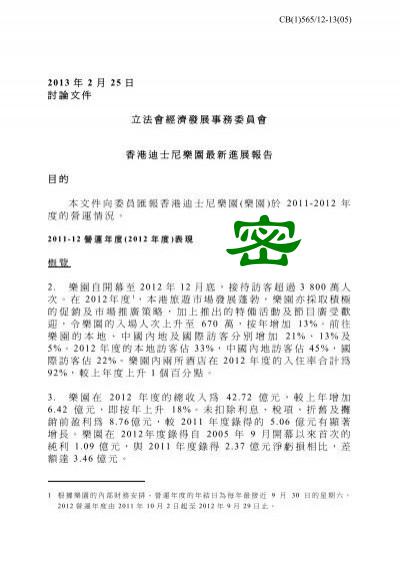 CB(1)565/12-13(05)
2013 年 2 月 25 日
討論文件
立法會經濟發展事務委員會
香港迪士尼樂園最新進展報告
目的
本文件向委員匯報香港迪士尼樂園(樂園)於 2011-2012 年
度的營運情況。
密
2011-12 營運年度(2012 年度)表現
概覽
2. 樂園自開幕至 2012 年 12 月底，接待訪客超過 3 800 萬人
次。在 2012年度1，本港旅遊市場發展蓬勃，樂園亦採取積極
的促銷及市場推廣策略，加上推出的特備活動及節目廣受歡
迎，令樂園的入場人次上升至 670 萬，按年增加 13%。前往
樂園的本地、中國內地及國際訪客分別增加 21%、13%及
5%。2012 年度的本地訪客佔 33%，中國內地訪客佔 45%，國
際訪客佔 22%。樂園內兩所酒店在 2012 年度的入住率合計為
92%，較上年度上升 1 個百分點。
3. 樂園在 2012 年度的總收入為 42.72 億元，較上年增加
6.42 億元，即按年上升 18%。未扣除利息、稅項、折舊及攤
銷前盈利為 8.76億元，較 2011 年度錄得的 5.06 億元有顯著
增長。樂園在 2012年度錄得自 2005 年 9 月開幕以來首次的
純利 1.09 億元，與 2011 年度錄得 2.37 億元淨虧損相比，差
額達 3.46 億元。
1 根據樂園的內部財務安排，營運年度的年結日為每年最接近 9 月 30 日的星期六。
2012 營運年度由 2011 年 10 月 2 日起至 2012 年 9 月 29 日止。